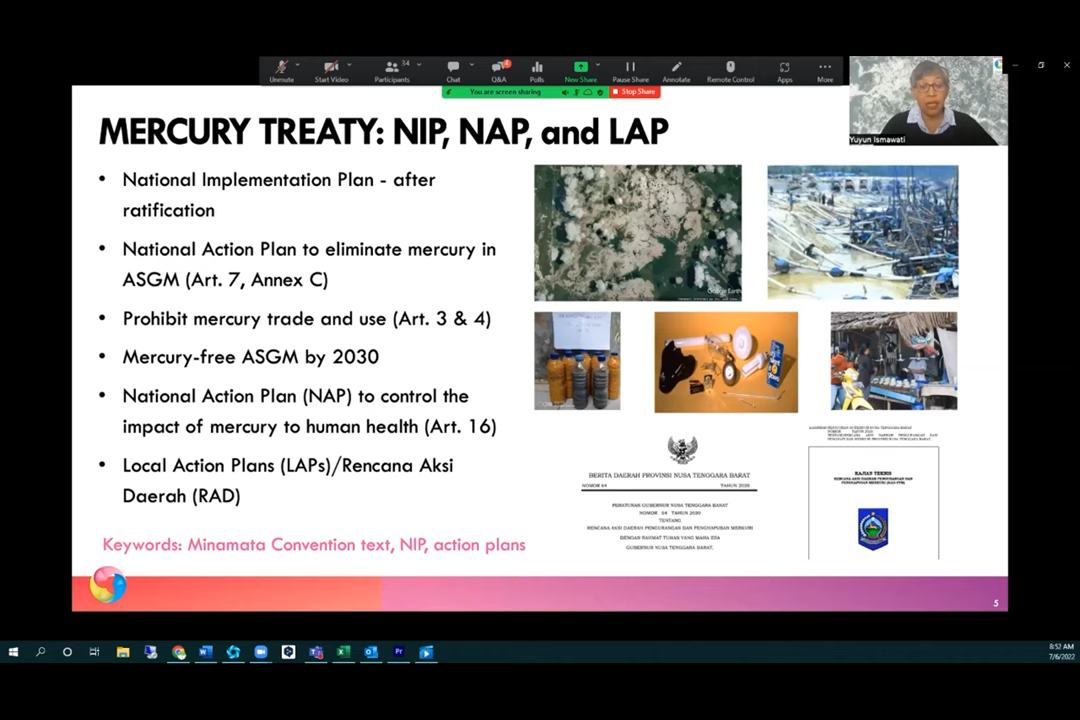 34
4
Unmute
Start Video
Participants
Chat
Q&A
Polls
New Share
Pause Share
Annotate
Remote Control
Apps
More
You are screen sharing
Stop Share
Yuyun Ismawati
MERCURY TREATY: NIP, NAP, and LAP
• National Implementation Plan - after
ratification
• National Action Plan to eliminate mercury in
ASGM (Art. 7, Annex C)
• Prohibit mercury trade and use (Art. 3 & 4)
• Mercury-free ASGM by 2030
• National Action Plan (NAP) to control the
impact of mercury to human health (Art. 16)
• Local Action Plans (LAPs)/Rencana Aksi
Daerah (RAD)
Keywords: Minamata Convention text, NIP, action plans
Google Earth
BERITA DAERAH PROVINSI NUSA TENGGARA BARAT
NOMOR 64 TAHUN 2020
PERATURAN GUBERNUR NUSA TENGGARA BARAT
NOMOR 64 TAHUN 2020
TENTANG
RENCANA AKSI DAERAH PENGURANGAN DAN PENGHAPUSAN MERKURI
DENGAN RAHMAT TUHAN YANG MAHA ESA
GUBERNUR NUSA TENGGARA BARAT,
KAJIAN TEKNIS
RENCANA AKSI DAERAH PENGURANGAN DAN
5
8:52 AM
7/6/2022